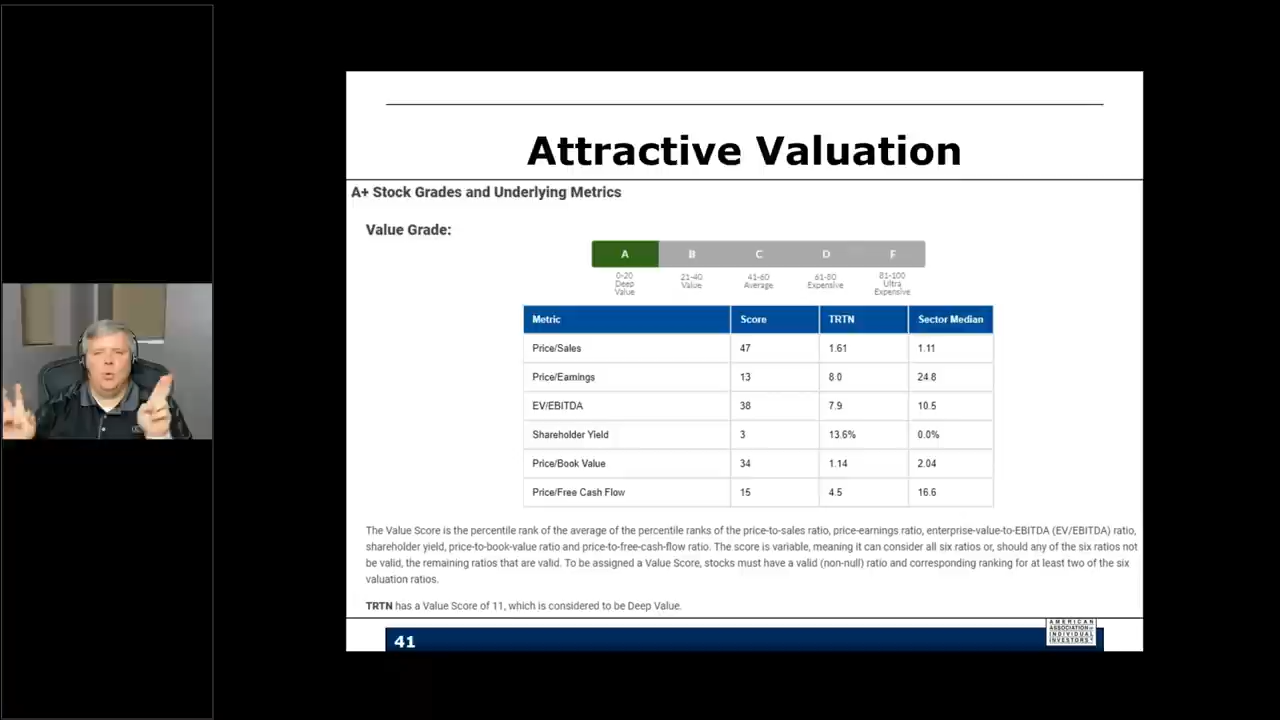 Attractive Valuation
A+ Stock Grades and Underlying Metrics
Value Grade:
A B C D F
0-20 21-40 41-60 61-80 81-100
Deep Value Average Expensive Ultra
Value Expensive
Metric Score TRTN Sector Median
Price/Sales 47 1.61 1.11
Price/Earnings 13 8.0 24.8
EV/EBITDA 38 7.9 10.5
Shareholder Yield 3 13.6% 0.0%
Price/Book Value 34 1.14 2.04
Price/Free Cash Flow 15 4.5 16.6
The Value Score is the percentile rank of the average of the percentile ranks of the price-to-sales ratio, price-earnings ratio, enterprise-value-to-EBITDA (EV/EBITDA) ratio,
shareholder yield, price-to-book-value ratio and price-to-free-cash-flow ratio. The score is variable, meaning it can consider all six ratios or, should any of the six ratios not
be valid, the remaining ratios that are valid. To be assigned a Value Score, stocks must have a valid (non-null) ratio and corresponding ranking for at least two of the six
valuation ratios.
TRTN has a Value Score of 11, which is considered to be Deep Value.
41
AMERICAN
ASSOCIATION OF
INDIVIDUAL
INVESTORS